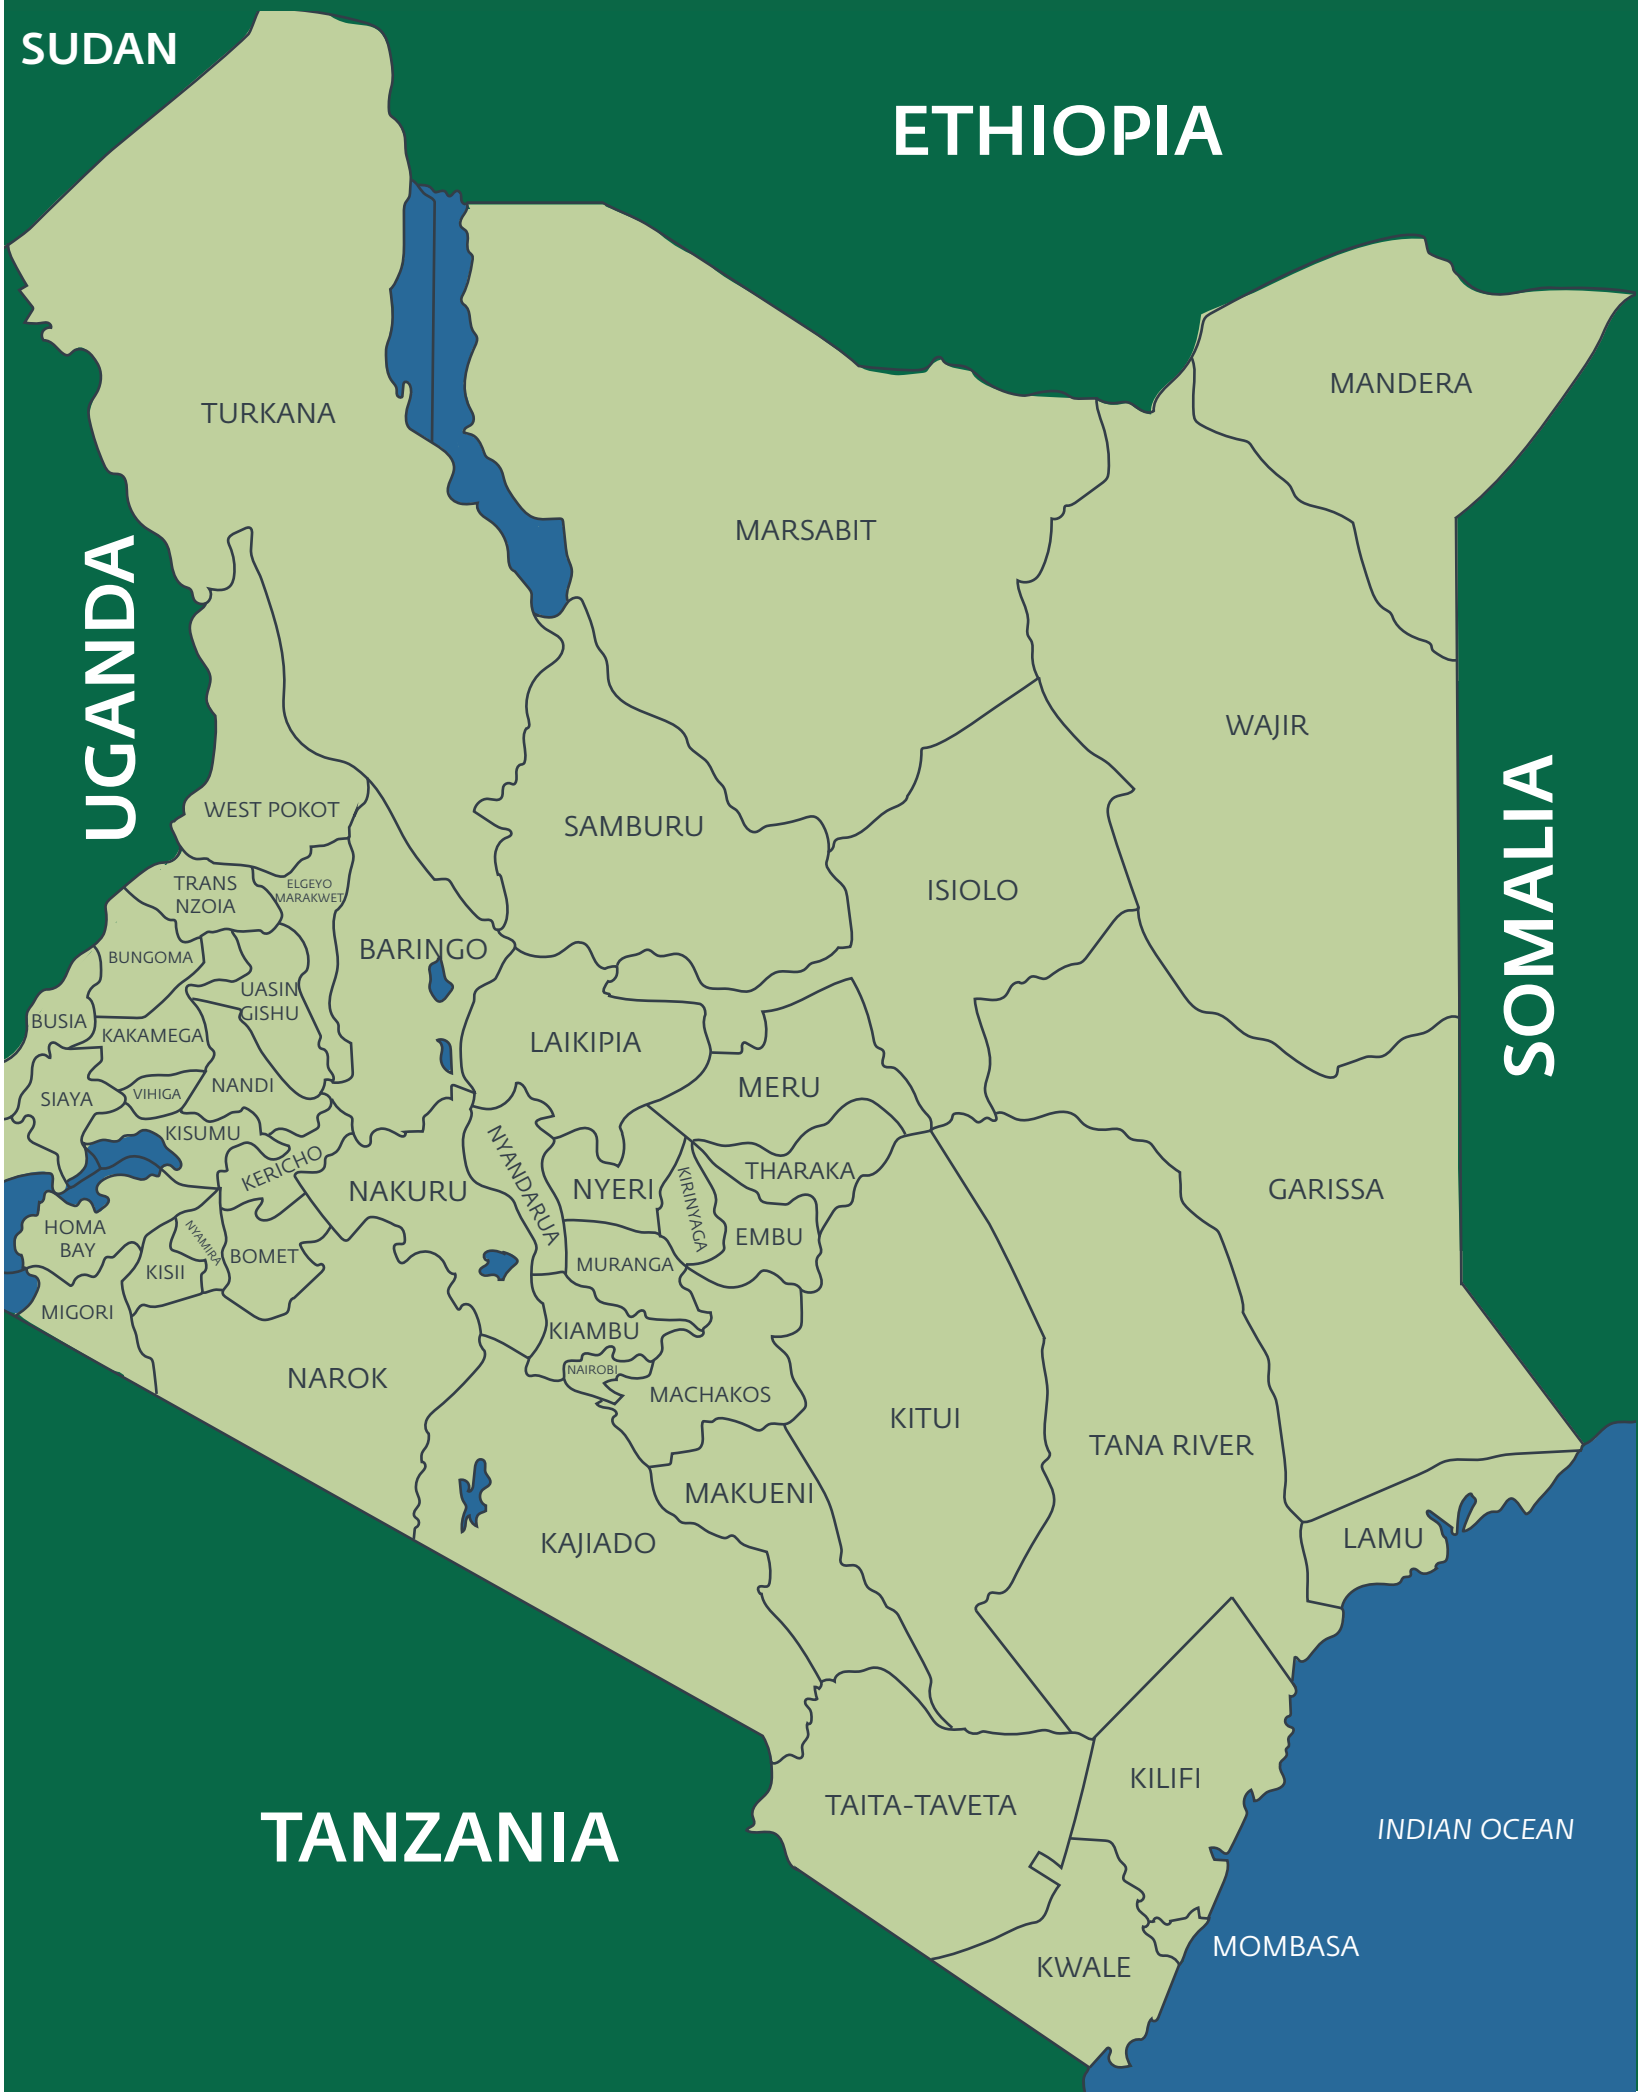 SUDAN
ETHIOPIA
MANDERA
TURKANA
MARSABIT
UGANDA
WAJIR
SOMALIA
WEST POKOT
SAMBURU
TRANS
NZOIA
ELGEYO
MARAKWET
ISIOLO
BARINGO
BUNGOMA
UASIN
GISHU
BUSIA
KAKAMEGA
LAIKIPIA
NANDI
MERU
VIHIGA
SIAYA
KISUMU
KERICHO
NYANDARUA
THARAKA
NAKURU
NYERI
KIRINYAGA
GARISSA
HOMA
BAY
NYAMIRA
EMBU
BOMET
MURANGA
KISII
MIGORI
KIAMBU
NAIROBI
NAROK
MACHAKOS
KITUI
TANA RIVER
MAKUENI
LAMU
KAJIADO
KILIFI
TAITA-TAVETA
INDIAN OCEAN
TANZANIA
MOMBASA
KWALE